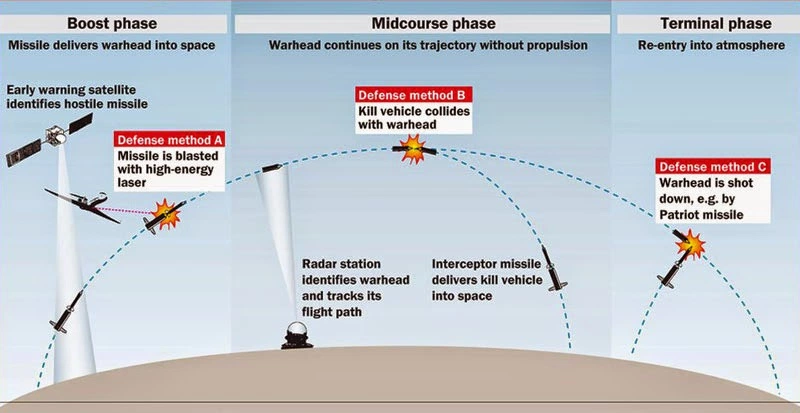 Boost phase
Missile delivers warhead into space
Midcourse phase
Warhead continues on its trajectory without propulsion
Terminal phase
Re-entry into atmosphere
Early warning satellite
identifies hostile missile
Defense method A
Missile is blasted
with high-energy
laser
Defense method B
Kill vehicle collides
with warhead
Defense method C
Warhead is shot
down, e.g. by
Patriot missile
Radar station
identifies warhead
and tracks its
flight path
Interceptor missile
delivers kill vehicle
into space